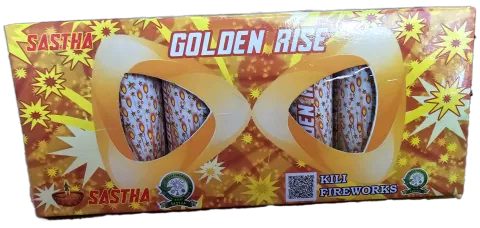 SASTHA
GOLDEN RISE
SASTHA
KILI
FIREWORKS